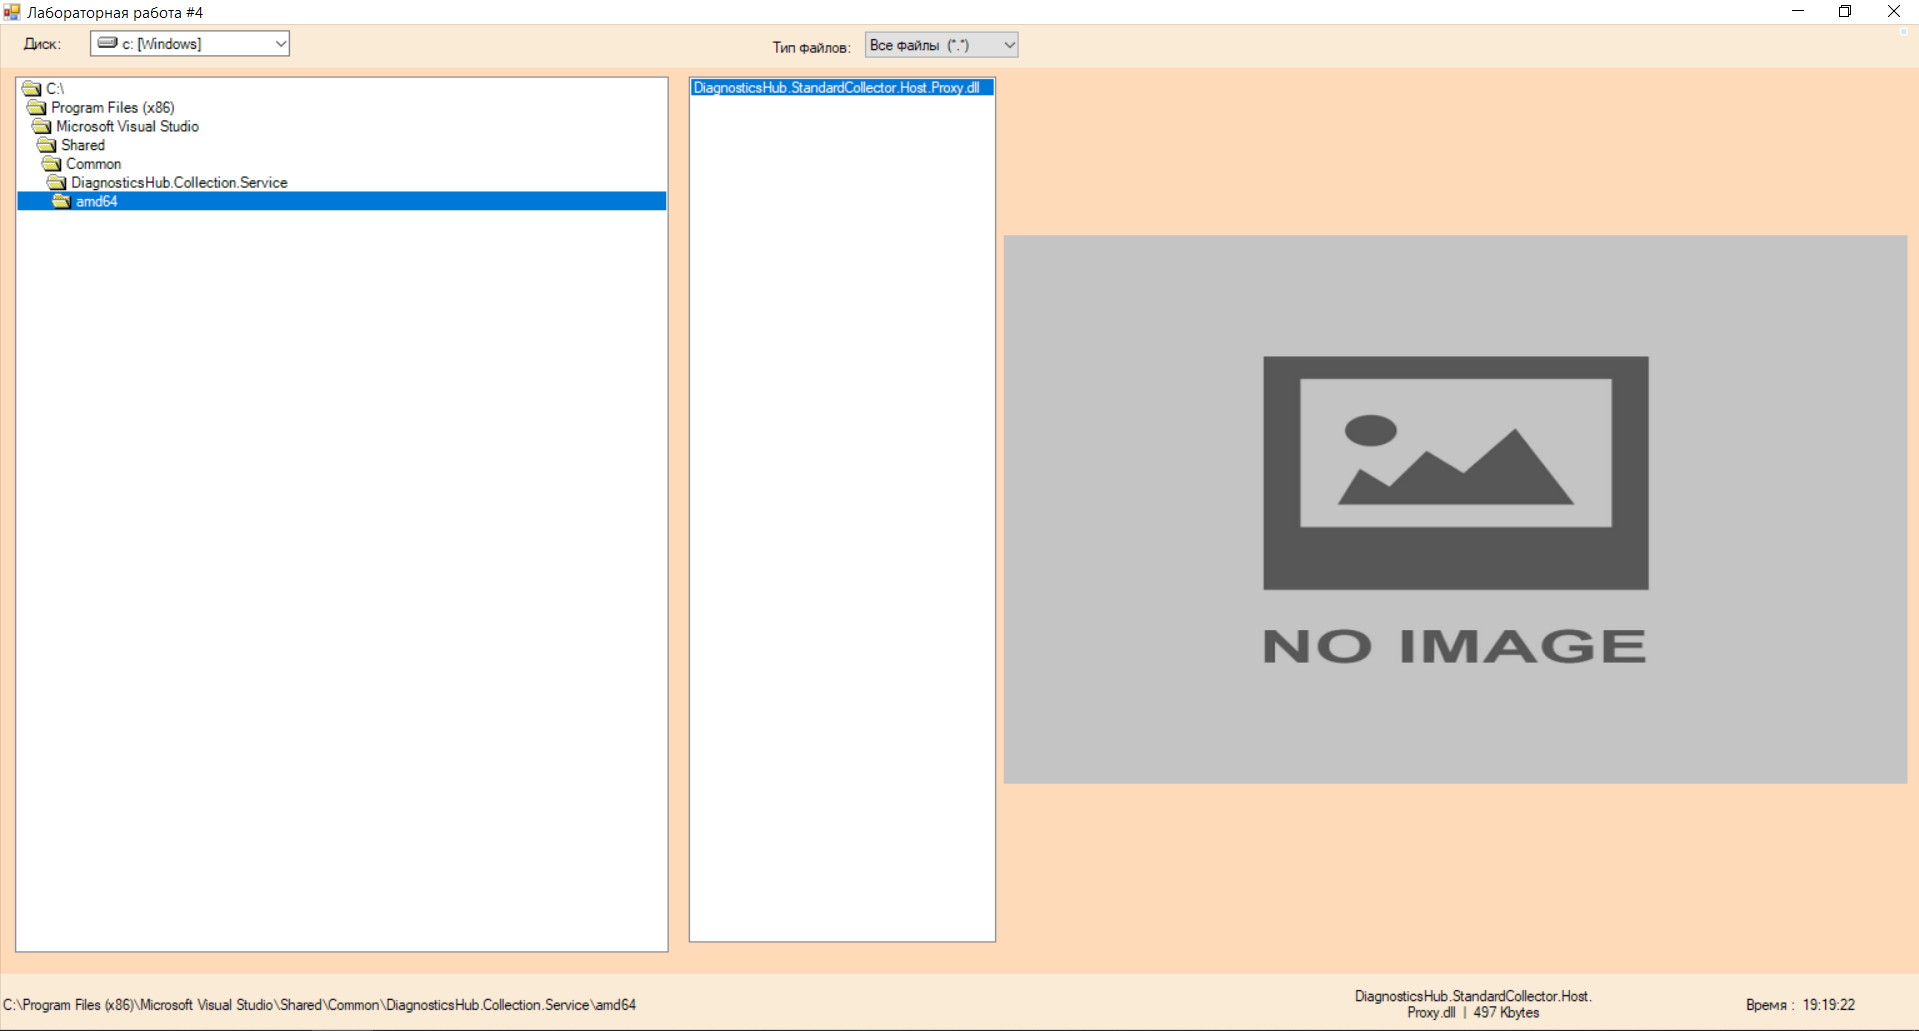 Лабораторная работа #4
Диск:
c: [Windows]
Тип файлов:
Все файлы (*.*)
C:\
Program Files (x86)
Microsoft Visual Studio
Shared
Common
DiagnosticsHub.Collection.Service
amd64
DiagnosticsHub.StandardCollector.Host.Proxy.dll
NO IMAGE
C:\Program Files (x86)\Microsoft Visual Studio\Shared\Common\DiagnosticsHub.Collection.Service\amd64
DiagnosticsHub.StandardCollector.Host.
Proxy.dll | 497 Kbytes
Время : 19:19:22